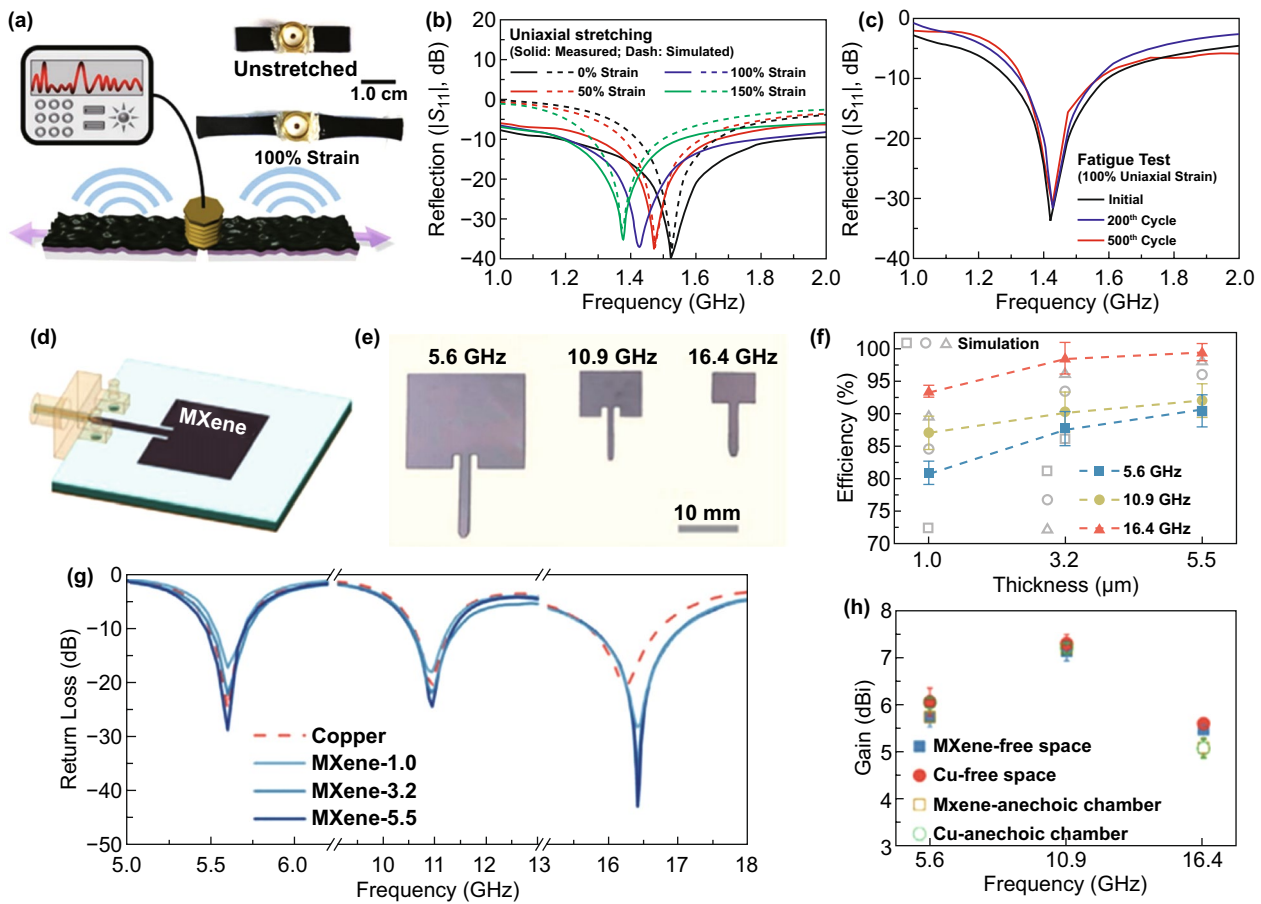 (a)
Unstretched
1.0 cm
100% Strain
(b)
20
10
0
−10
−20
−30
−40
Reflection (|S11|, dB)
Uniaxial stretching
(Solid: Measured; Dash: Simulated)
0% Strain
100% Strain
50% Strain
150% Strain
1.0 1.2 1.4 1.6 1.8 2.0
Frequency (GHz)
(c)
0
−10
−20
−30
−40
Reflection (|S11|, dB)
Fatigue Test
(100% Uniaxial Strain)
Initial
200th Cycle
500th Cycle
1.0 1.2 1.4 1.6 1.8 2.0
Frequency (GHz)
(d)
MXene
(e)
5.6 GHz 10.9 GHz 16.4 GHz
10 mm
(f)
100
95
90
85
80
75
70
Efficiency (%)
Simulation
5.6 GHz
10.9 GHz
16.4 GHz
1.0 3.2 5.5
Thickness (μm)
(g)
0
−10
−20
−30
−40
−50
Return Loss (dB)
Copper
MXene-1.0
MXene-3.2
MXene-5.5
5.0 5.5 6.0 10 11 12 13 16 17 18
Frequency (GHz)
(h)
8
7
6
5
4
3
Gain (dBi)
MXene-free space
Cu-free space
Mxene-anechoic chamber
Cu-anechoic chamber
5.6 10.9 16.4
Frequency (GHz)